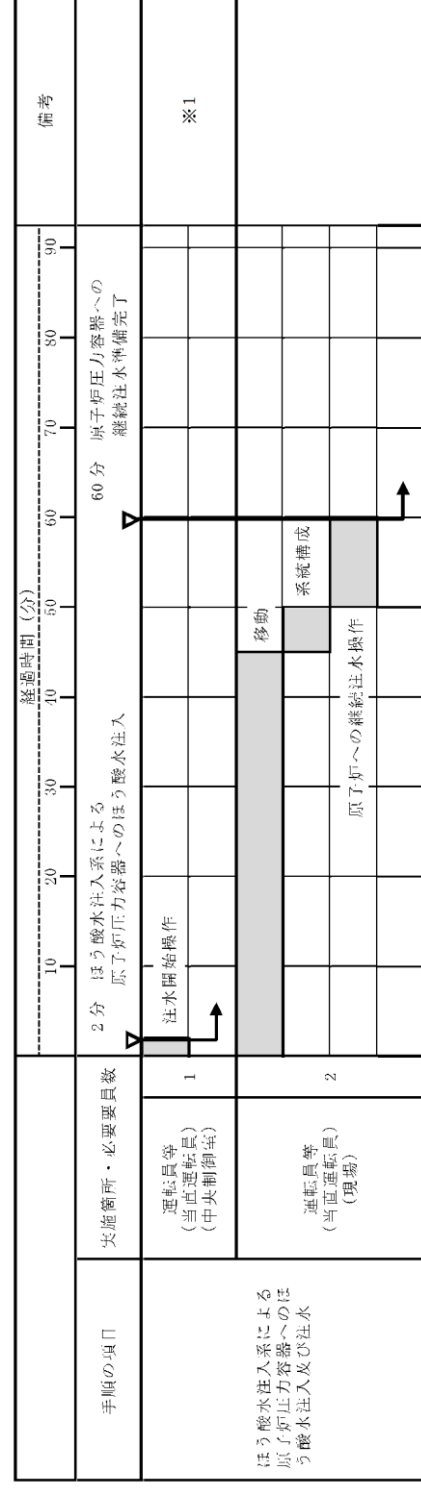 経過時間（分）
備考
10
20
30
40
50
60
70
80
90
手順の項目
実施箇所・必要要員数
2分 ほう酸水注入系による
原子炉圧力容器へのほう酸水注入
60分 原子炉圧力容器への
継続注水準備完了
ほう酸水注入系による
原子炉圧力容器へのほ
う酸水注入及び注水
運転員等
（当直運転員）
（中央制御室）
1
注水開始操作
※1
運転員等
（当直運転員）
（現場）
2
移動
系統構成
原子炉への継続注水操作